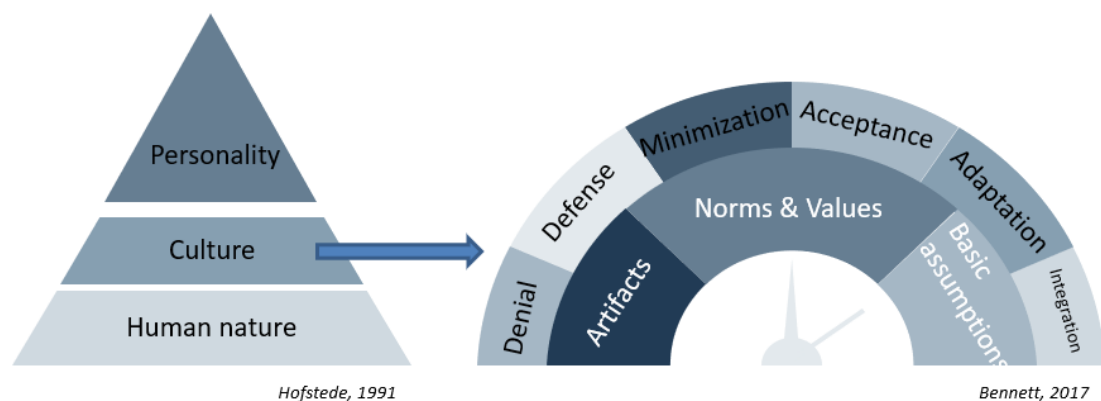 Personality
Culture
Human nature
Hofstede, 1991
Denial
Defense
Minimization
Acceptance
Adaptation
Integration
Artifacts
Norms & Values
Basic
assumptions
Bennett, 2017